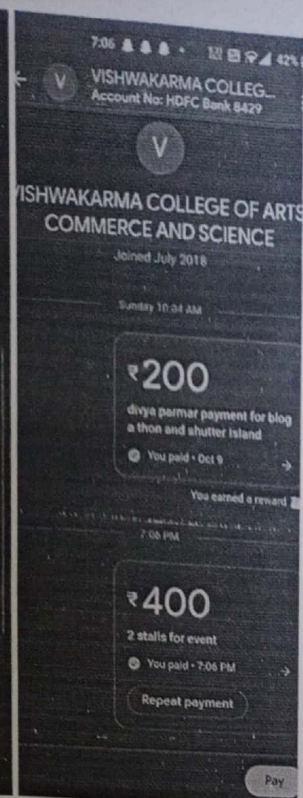 7:06 42%
V VISHWAKARMA COLLEG...
Account No: HDFC Bank 8429
V
VISHWAKARMA COLLEGE OF ARTS
COMMERCE AND SCIENCE
Joined July 2018
Sunday 10:34 AM
₹200
divya parmar payment for blog
a thon and shutter island
You paid • Oct 9
You earned a reward
7:06 PM
₹400
2 stalls for event
You paid • 7:06 PM
Repeat payment
Pay